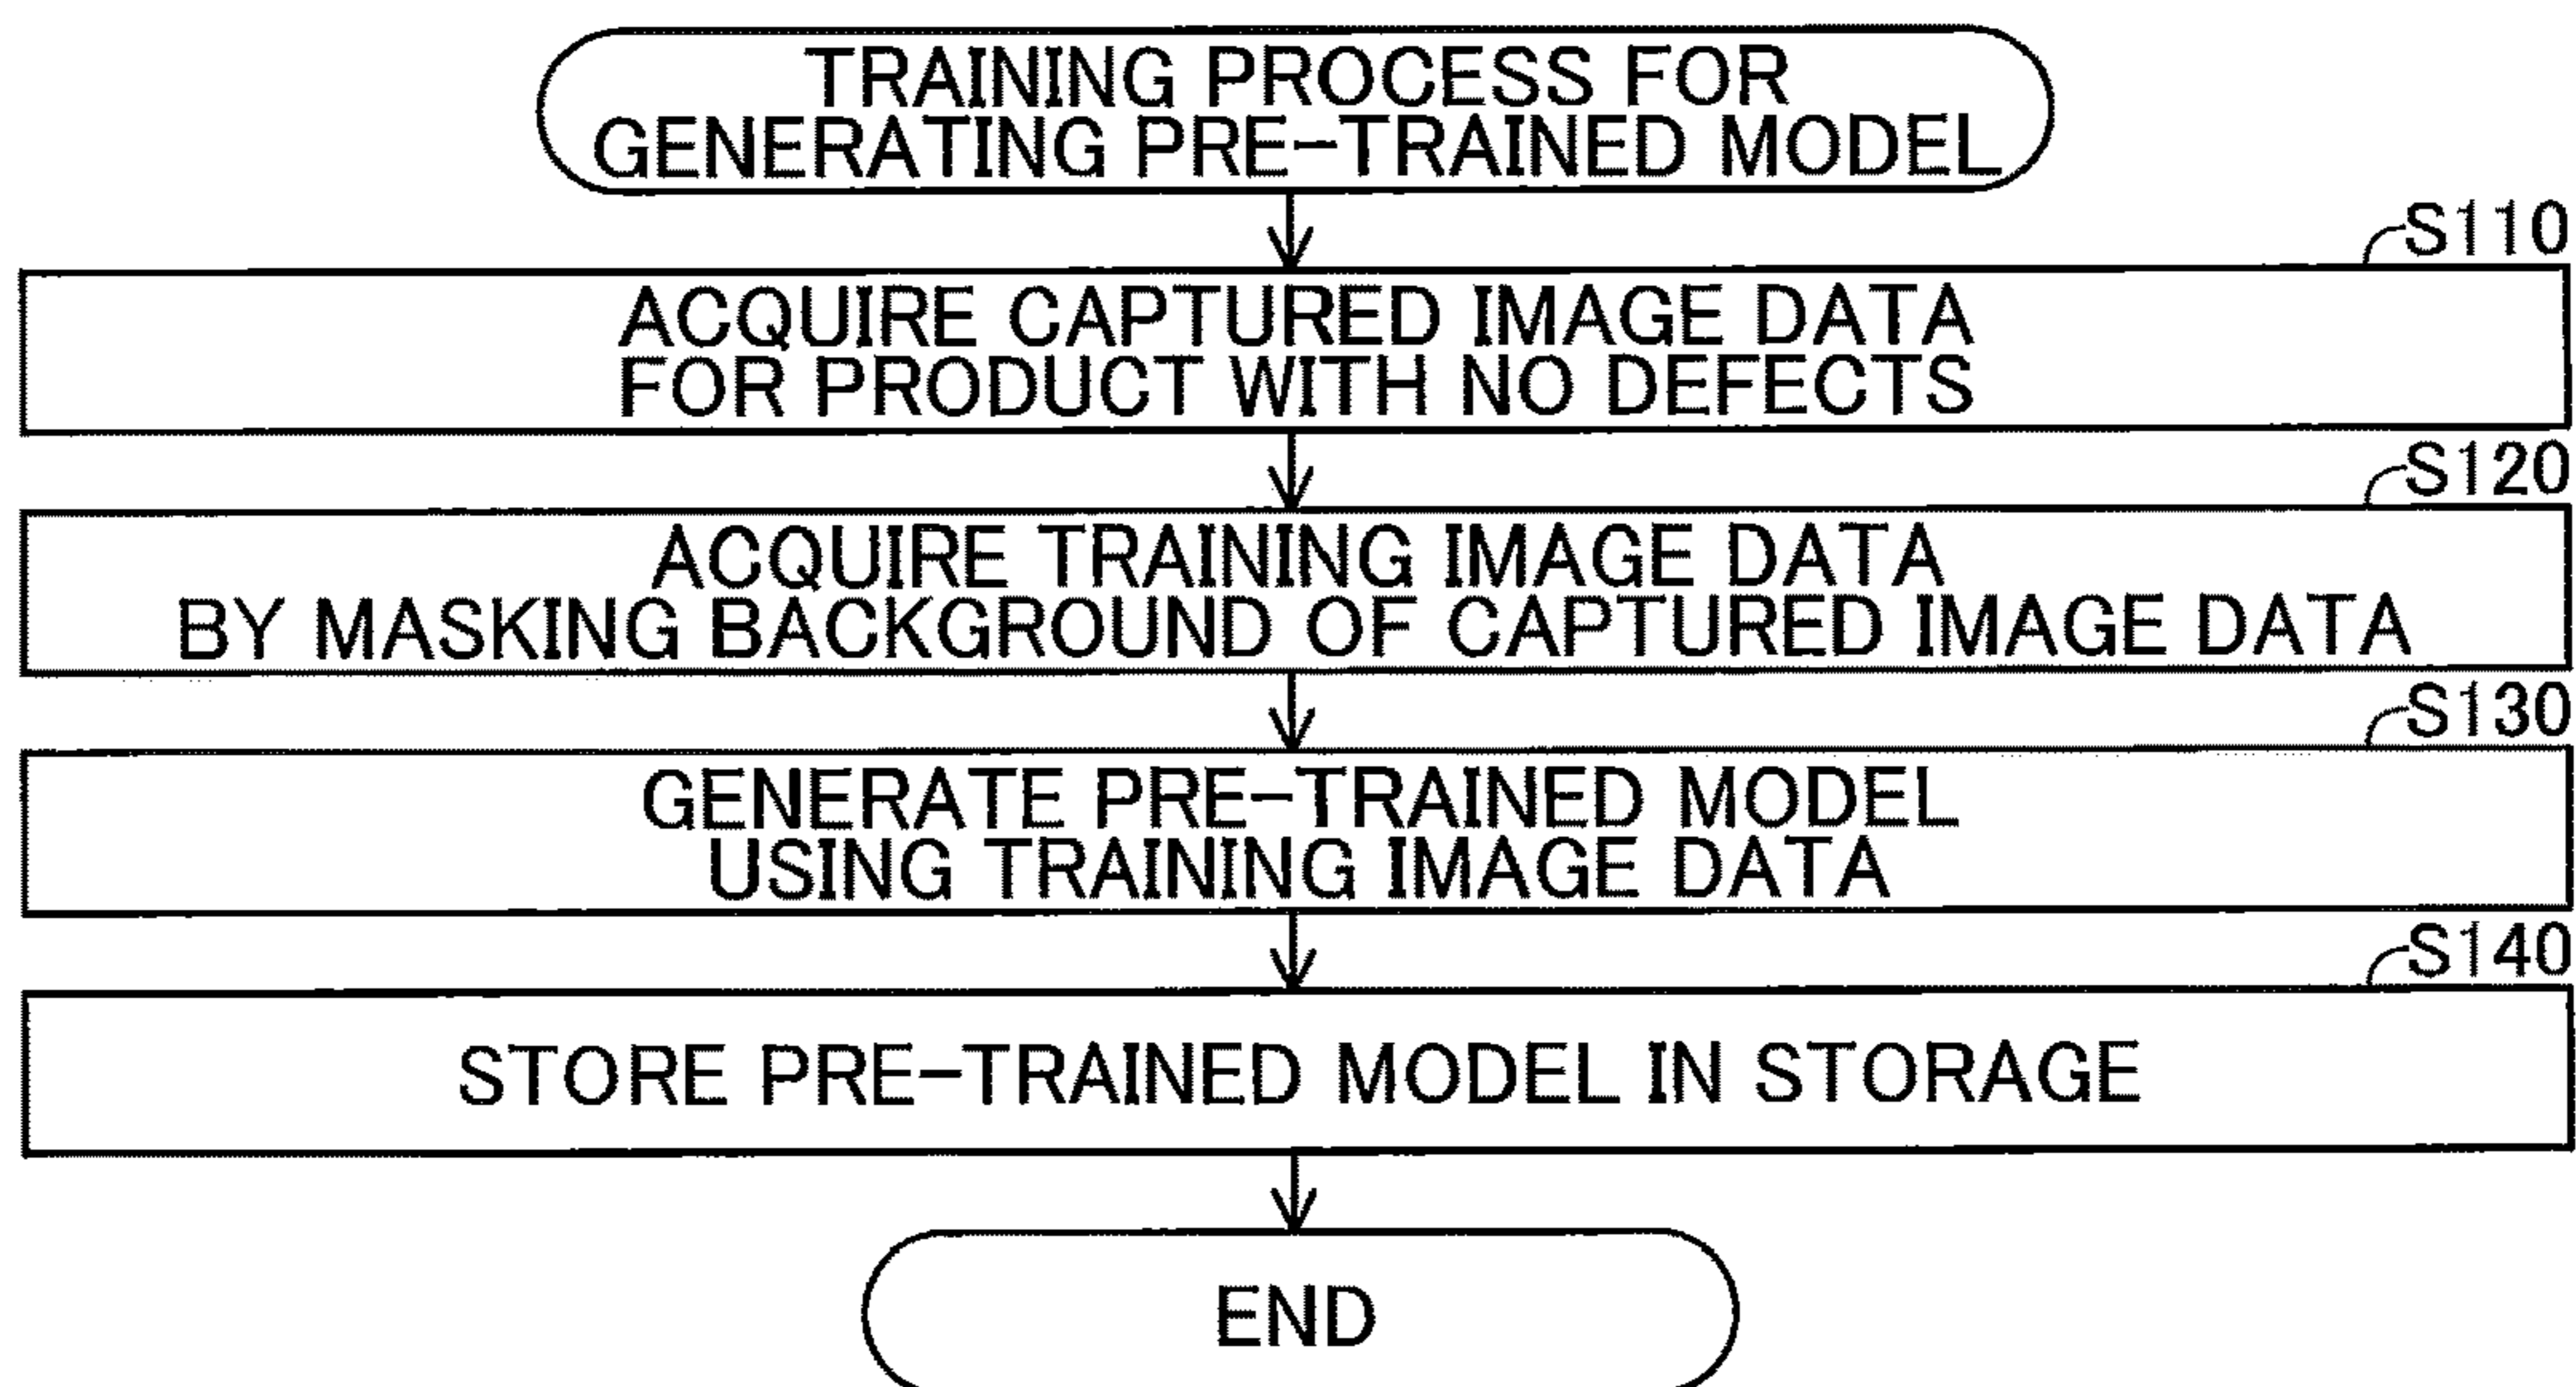 TRAINING PROCESS FOR
GENERATING PRE-TRAINED MODEL
S110
ACQUIRE CAPTURED IMAGE DATA
FOR PRODUCT WITH NO DEFECTS
S120
ACQUIRE TRAINING IMAGE DATA
BY MASKING BACKGROUND OF CAPTURED IMAGE DATA
S130
GENERATE PRE-TRAINED MODEL
USING TRAINING IMAGE DATA
S140
STORE PRE-TRAINED MODEL IN STORAGE
END